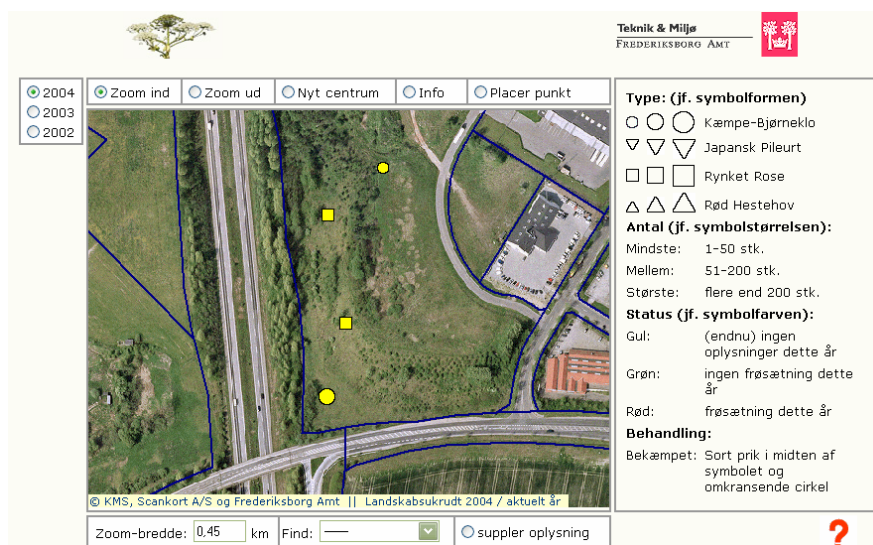 Teknik & Miljø
FREDERIKSBORG AMT
2004
2003
2002
Zoom ind
Zoom ud
Nyt centrum
Info
Placer punkt
Type: (jf. symbolformen)
Kæmpe-Bjørneklo
Japansk Pileurt
Rynket Rose
Rød Hestehov
Antal (jf. symbolstørrelsen):
Mindste: 1-50 stk.
Mellem: 51-200 stk.
Største: flere end 200 stk.
Status (jf. symbolfarven):
Gul: (endnu) ingen
oplysninger dette år
Grøn: ingen frøsætning dette
år
Rød: frøsætning dette år
Behandling:
Bekæmpet: Sort prik i midten af
symbolet og
omkransende cirkel
© KMS, Scankort A/S og Frederiksborg Amt || Landskabsukrudt 2004 / aktuelt år
Zoom-bredde: 0,45 km
Find: ——
suppler oplysning
?